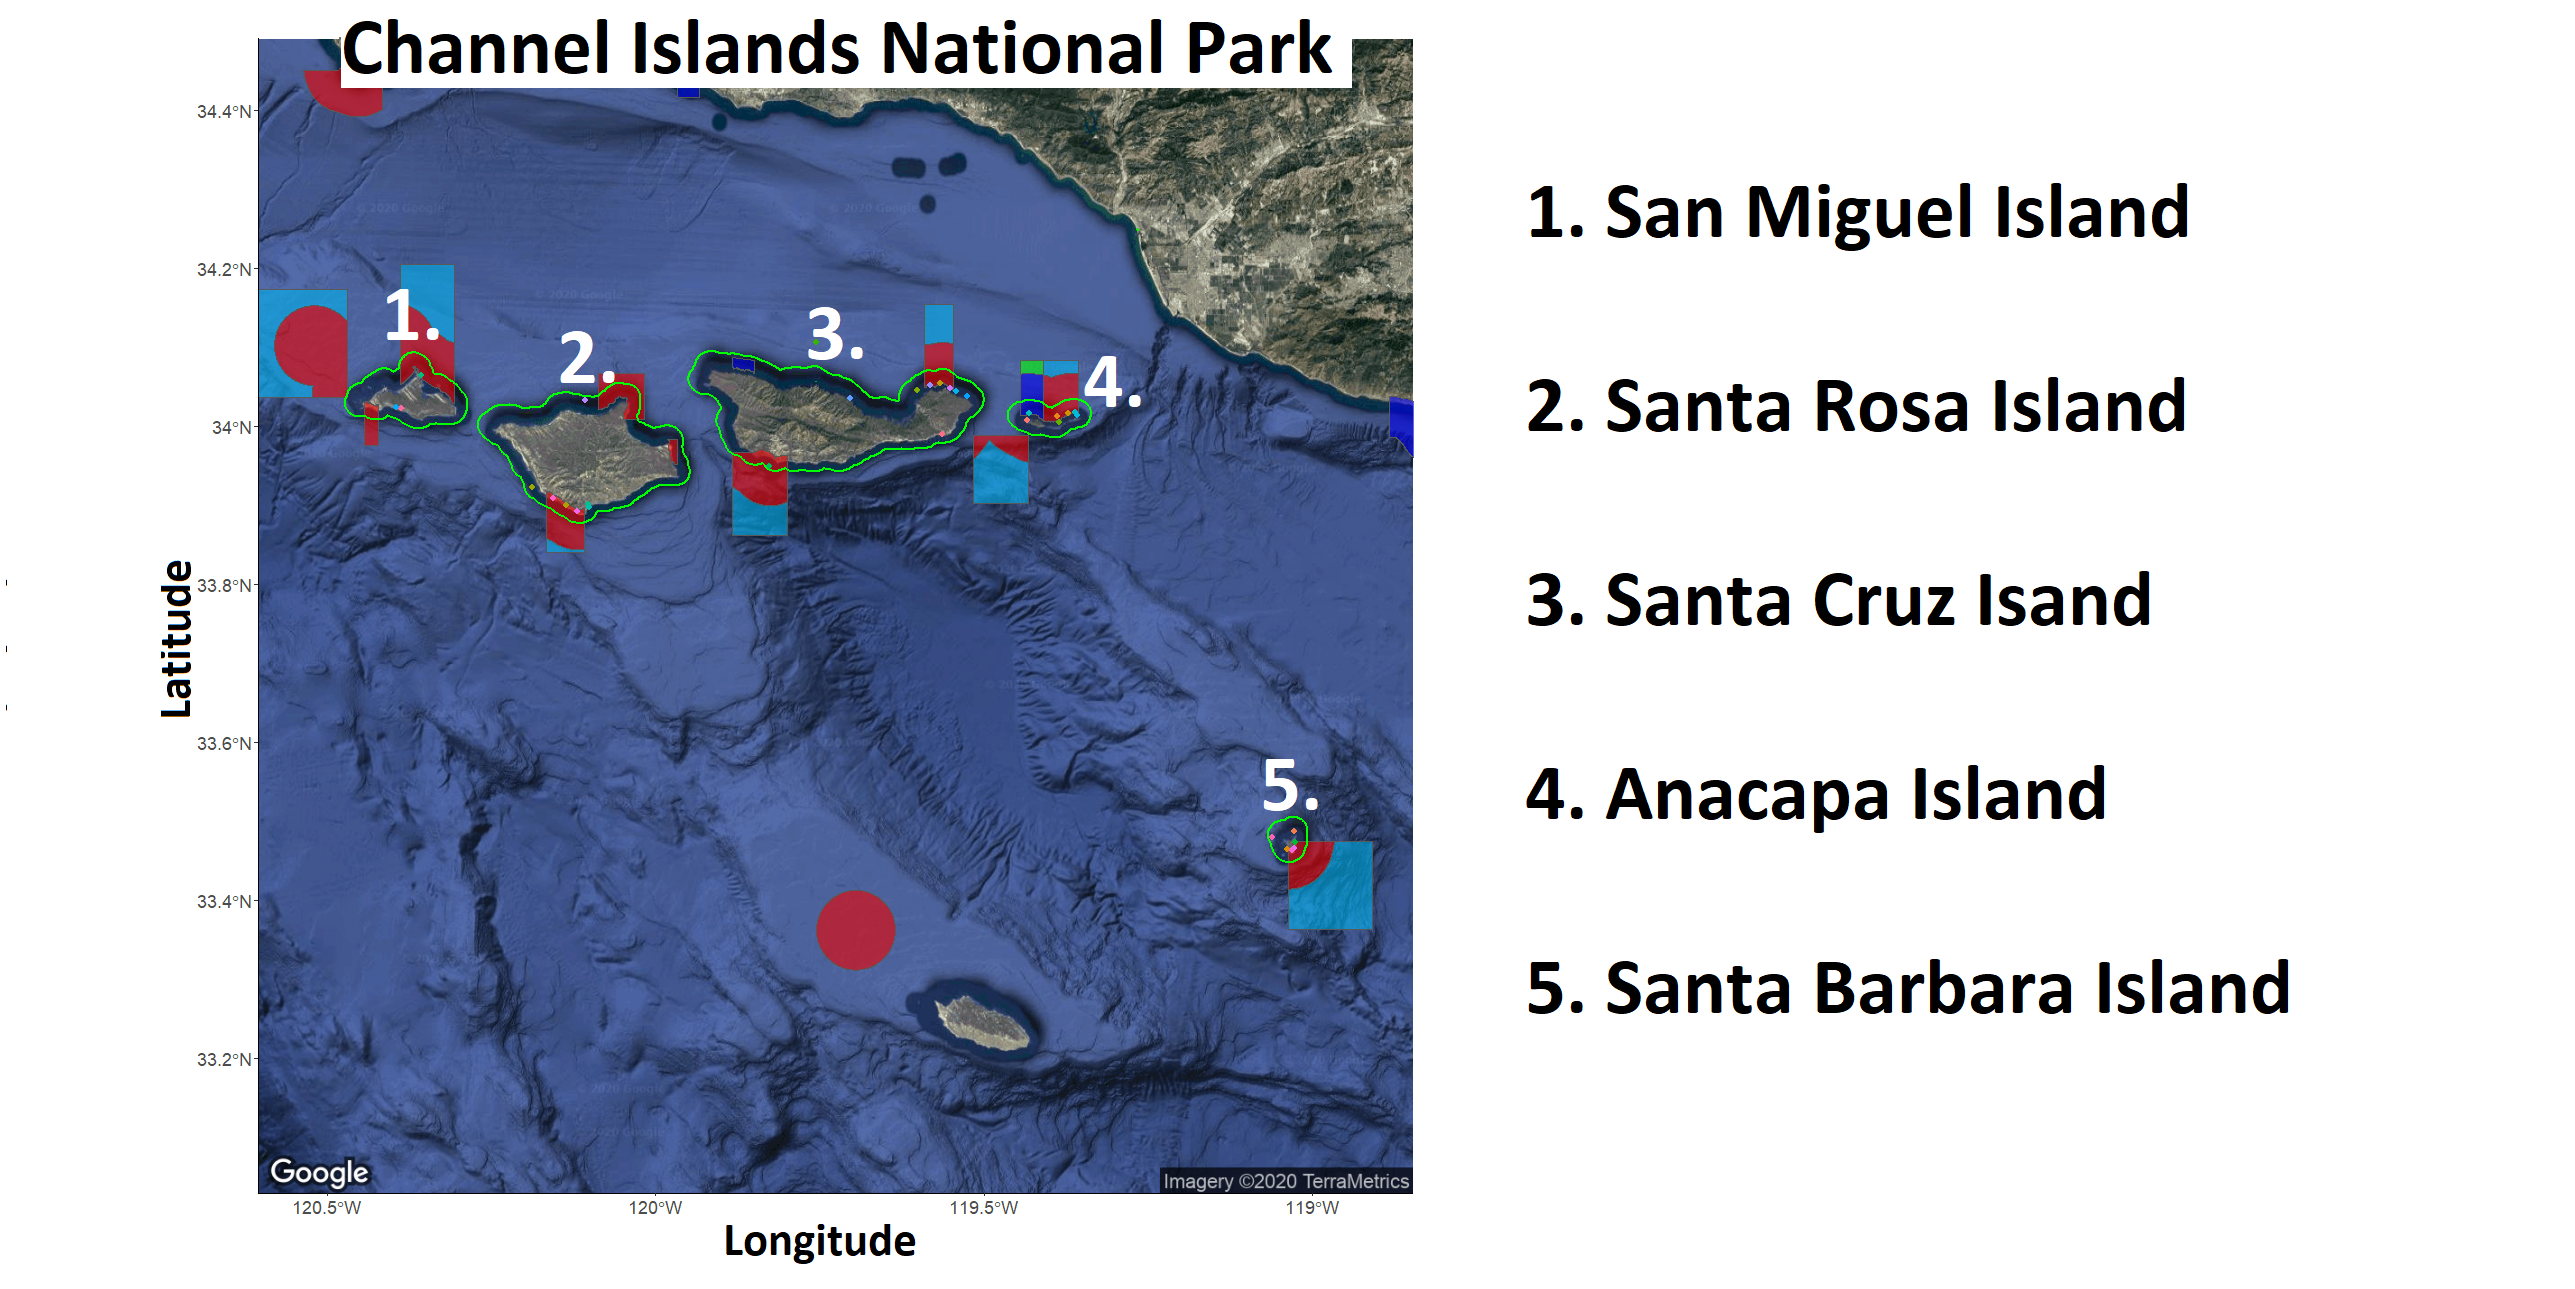 Channel Islands National Park
34.4°N
34.2°N
34°N
33.8°N
33.6°N
33.4°N
33.2°N
Latitude
120.5°W
120°W
119.5°W
119°W
Longitude
1.
2.
3.
4.
5.
© 2020 Google
Google
Imagery ©2020 TerraMetrics
1. San Miguel Island
2. Santa Rosa Island
3. Santa Cruz Isand
4. Anacapa Island
5. Santa Barbara Island